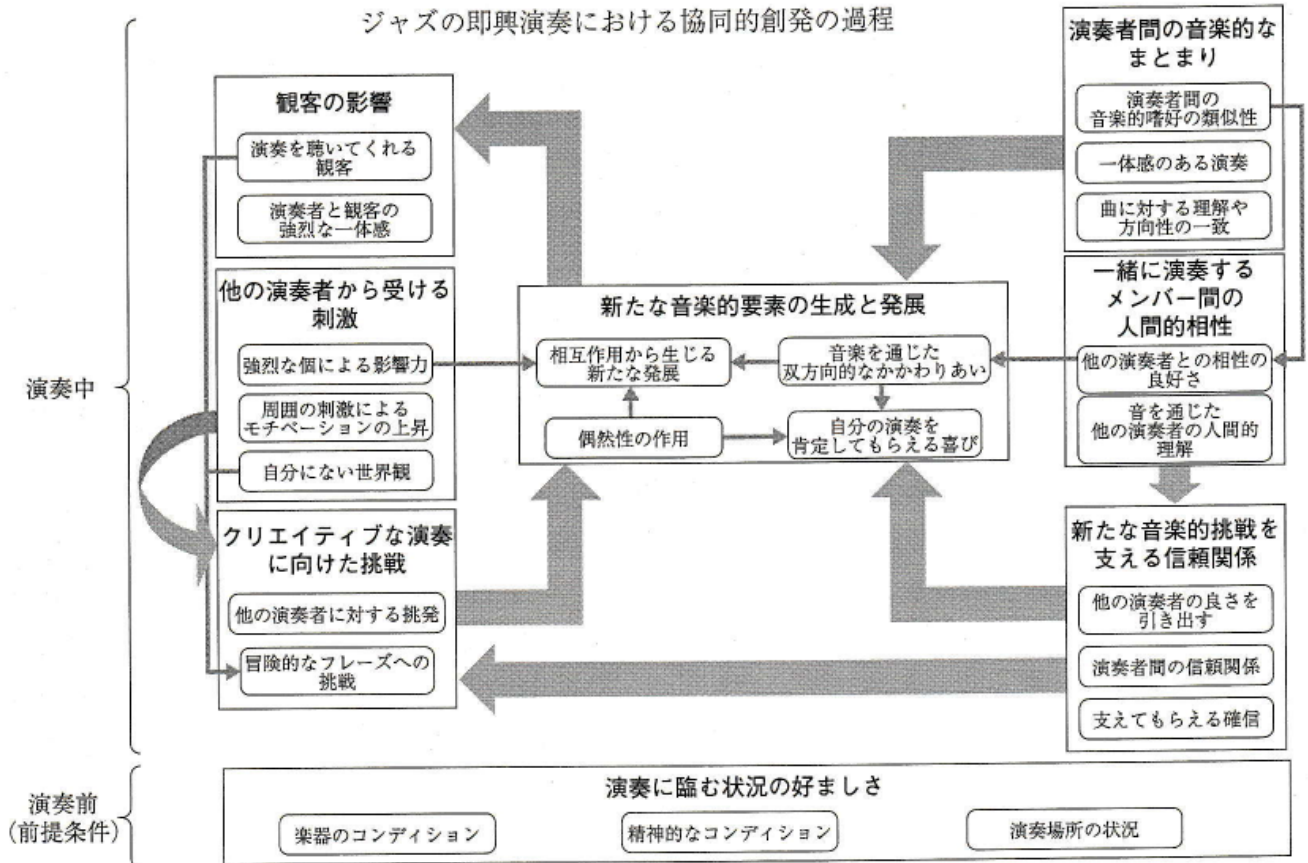 ジャズの即興演奏における協同的創発の過程
演奏中
観客の影響
演奏を聴いてくれる
観客
演奏者と観客の
強烈な一体感
他の演奏者から受ける
刺激
強烈な個による影響力
周囲の刺激による
モチベーションの上昇
自分にない世界観
クリエイティブな演奏
に向けた挑戦
他の演奏者に対する挑発
冒険的なフレーズへの
挑戦
新たな音楽的要素の生成と発展
相互作用から生じる
新たな発展
音楽を通じた
双方向的なかかわりあい
偶然性の作用
自分の演奏を
肯定してもらえる喜び
演奏者間の音楽的な
まとまり
演奏者間の
音楽的嗜好の類似性
一体感のある演奏
曲に対する理解や
方向性の一致
一緒に演奏する
メンバー間の
人間的相性
他の演奏者との相性の
良好さ
音を通じた
他の演奏者の人間的
理解
新たな音楽的挑戦を
支える信頼関係
他の演奏者の良さを
引き出す
演奏者間の信頼関係
支えてもらえる確信
演奏前
(前提条件)
演奏に臨む状況の好ましさ
楽器のコンディション
精神的なコンディション
演奏場所の状況